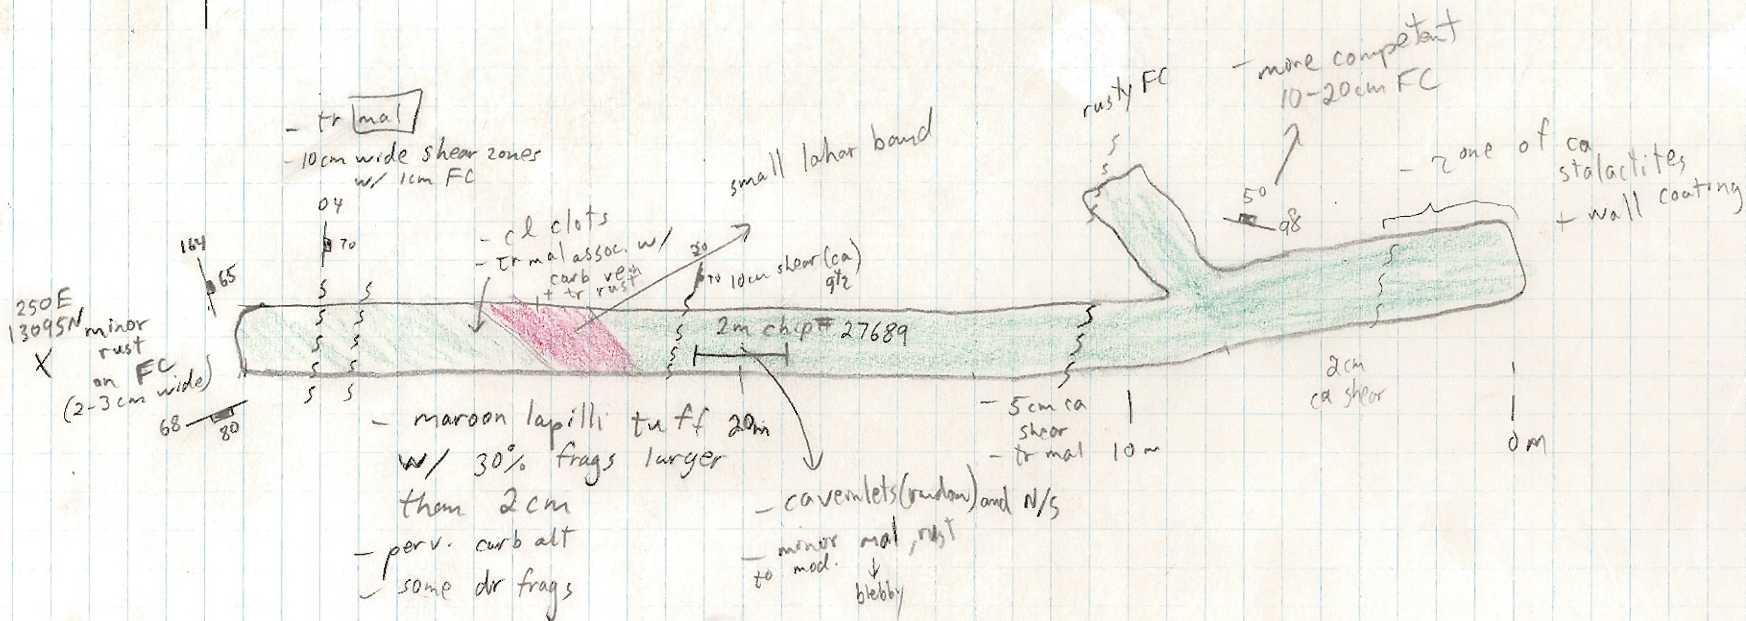 - tr mal
- 10cm wide shear zones
w/ 1cm FC
04
70
164
65
250E
13095N
X
minor
rust
on FC
(2-3cm wide)
68
80
- cl clots
- tr mal assoc. w/
carb vein
+ tr rust
small lahar band
20
70
10cm shear (ca
qtz
2m chip# 27689
rusty FC
- more competent
10-20cm FC
50
98
- zone of ca
stalactites
+ wall coating
- maroon lapilli tuff
w/ 30% frags larger
than 2cm
- perv. carb alt
- some dr frags
20m
- cavernlets (random) and N/S
- minor mal, rust
to mod.
blebby
- 5cm ca
shear
- tr mal
10m
2cm
ca shear
0m